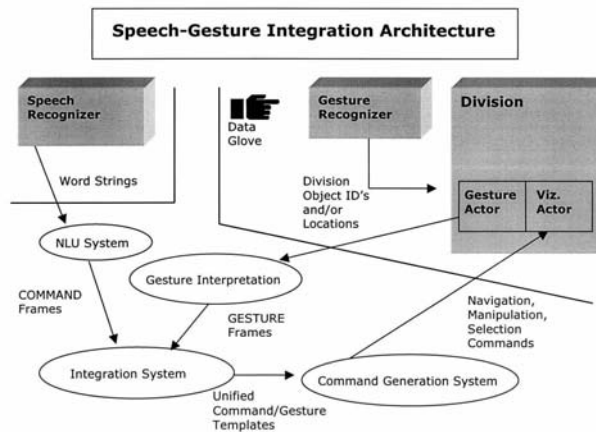 Speech-Gesture Integration Architecture
Speech
Recognizer
Data
Glove
Gesture
Recognizer
Division
Word Strings
Division
Object ID's
and/or
Locations
Gesture
Actor
Viz.
Actor
NLU System
Gesture Interpretation
COMMAND
Frames
GESTURE
Frames
Navigation,
Manipulation,
Selection
Commands
Integration System
Command Generation System
Unified
Command/Gesture
Templates